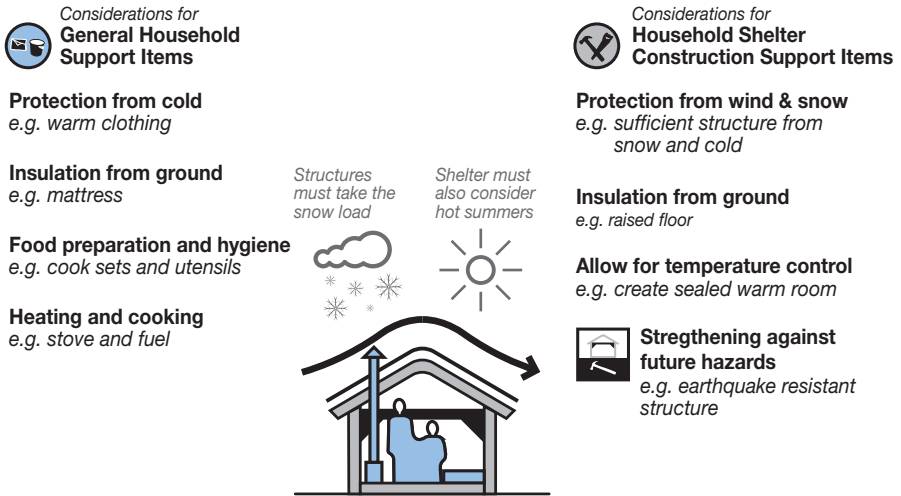 Considerations for
General Household
Support Items
Protection from cold
e.g. warm clothing
Insulation from ground
e.g. mattress
Food preparation and hygiene
e.g. cook sets and utensils
Heating and cooking
e.g. stove and fuel
Structures
must take the
snow load
Shelter must
also consider
hot summers
Considerations for
Household Shelter
Construction Support Items
Protection from wind & snow
e.g. sufficient structure from
snow and cold
Insulation from ground
e.g. raised floor
Allow for temperature control
e.g. create sealed warm room
Stregthening against
future hazards
e.g. earthquake resistant
structure